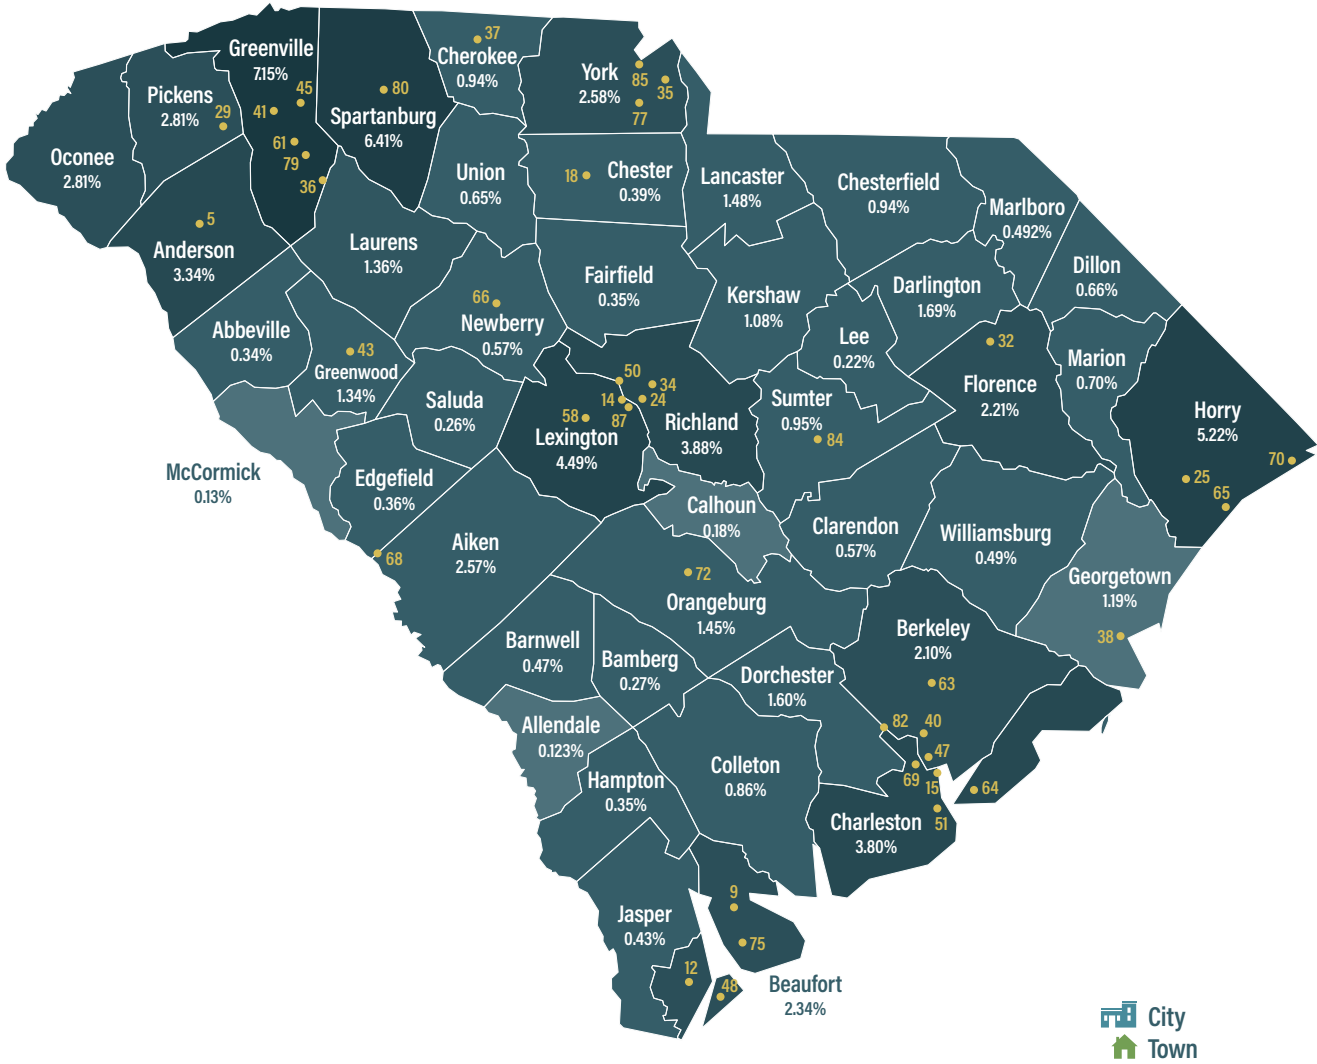 Greenville
7.15%
45
41
61
79
36
Spartanburg
6.41%
80
37
Cherokee
0.94%
York
2.58%
85
35
77
Pickens
2.81%
29
Oconee
2.81%
5
Anderson
3.34%
Union
0.65%
18
Chester
0.39%
Lancaster
1.48%
Chesterfield
0.94%
Marlboro
0.492%
Dillon
0.66%
Laurens
1.36%
Fairfield
0.35%
Kershaw
1.08%
Darlington
1.69%
66
Newberry
0.57%
Abbeville
0.34%
43
Greenwood
1.34%
Lee
0.22%
32
Florence
2.21%
Marion
0.70%
Saluda
0.26%
50
34
14
24
58
87
Lexington
4.49%
Richland
3.88%
Sumter
0.95%
84
Horry
5.22%
70
25
65
McCormick
0.13%
Edgefield
0.36%
68
Aiken
2.57%
Calhoun
0.18%
Clarendon
0.57%
Williamsburg
0.49%
Georgetown
1.19%
38
72
Orangeburg
1.45%
Barnwell
0.47%
Bamberg
0.27%
Dorchester
1.60%
Berkeley
2.10%
63
82
40
47
69
15
64
51
Charleston
3.80%
Allendale
0.123%
Hampton
0.35%
Colleton
0.86%
Jasper
0.43%
9
75
12
48
Beaufort
2.34%
City
Town